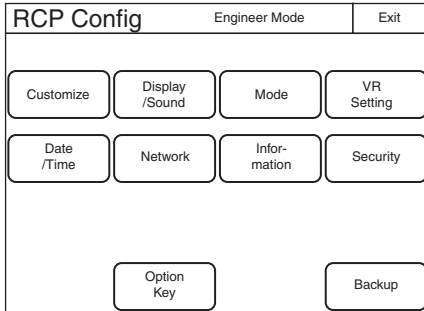 RCP Config Engineer Mode Exit
Customize
Display
/Sound
Mode
VR
Setting
Date
/Time
Network
Infor-
mation
Security
Option
Key
Backup